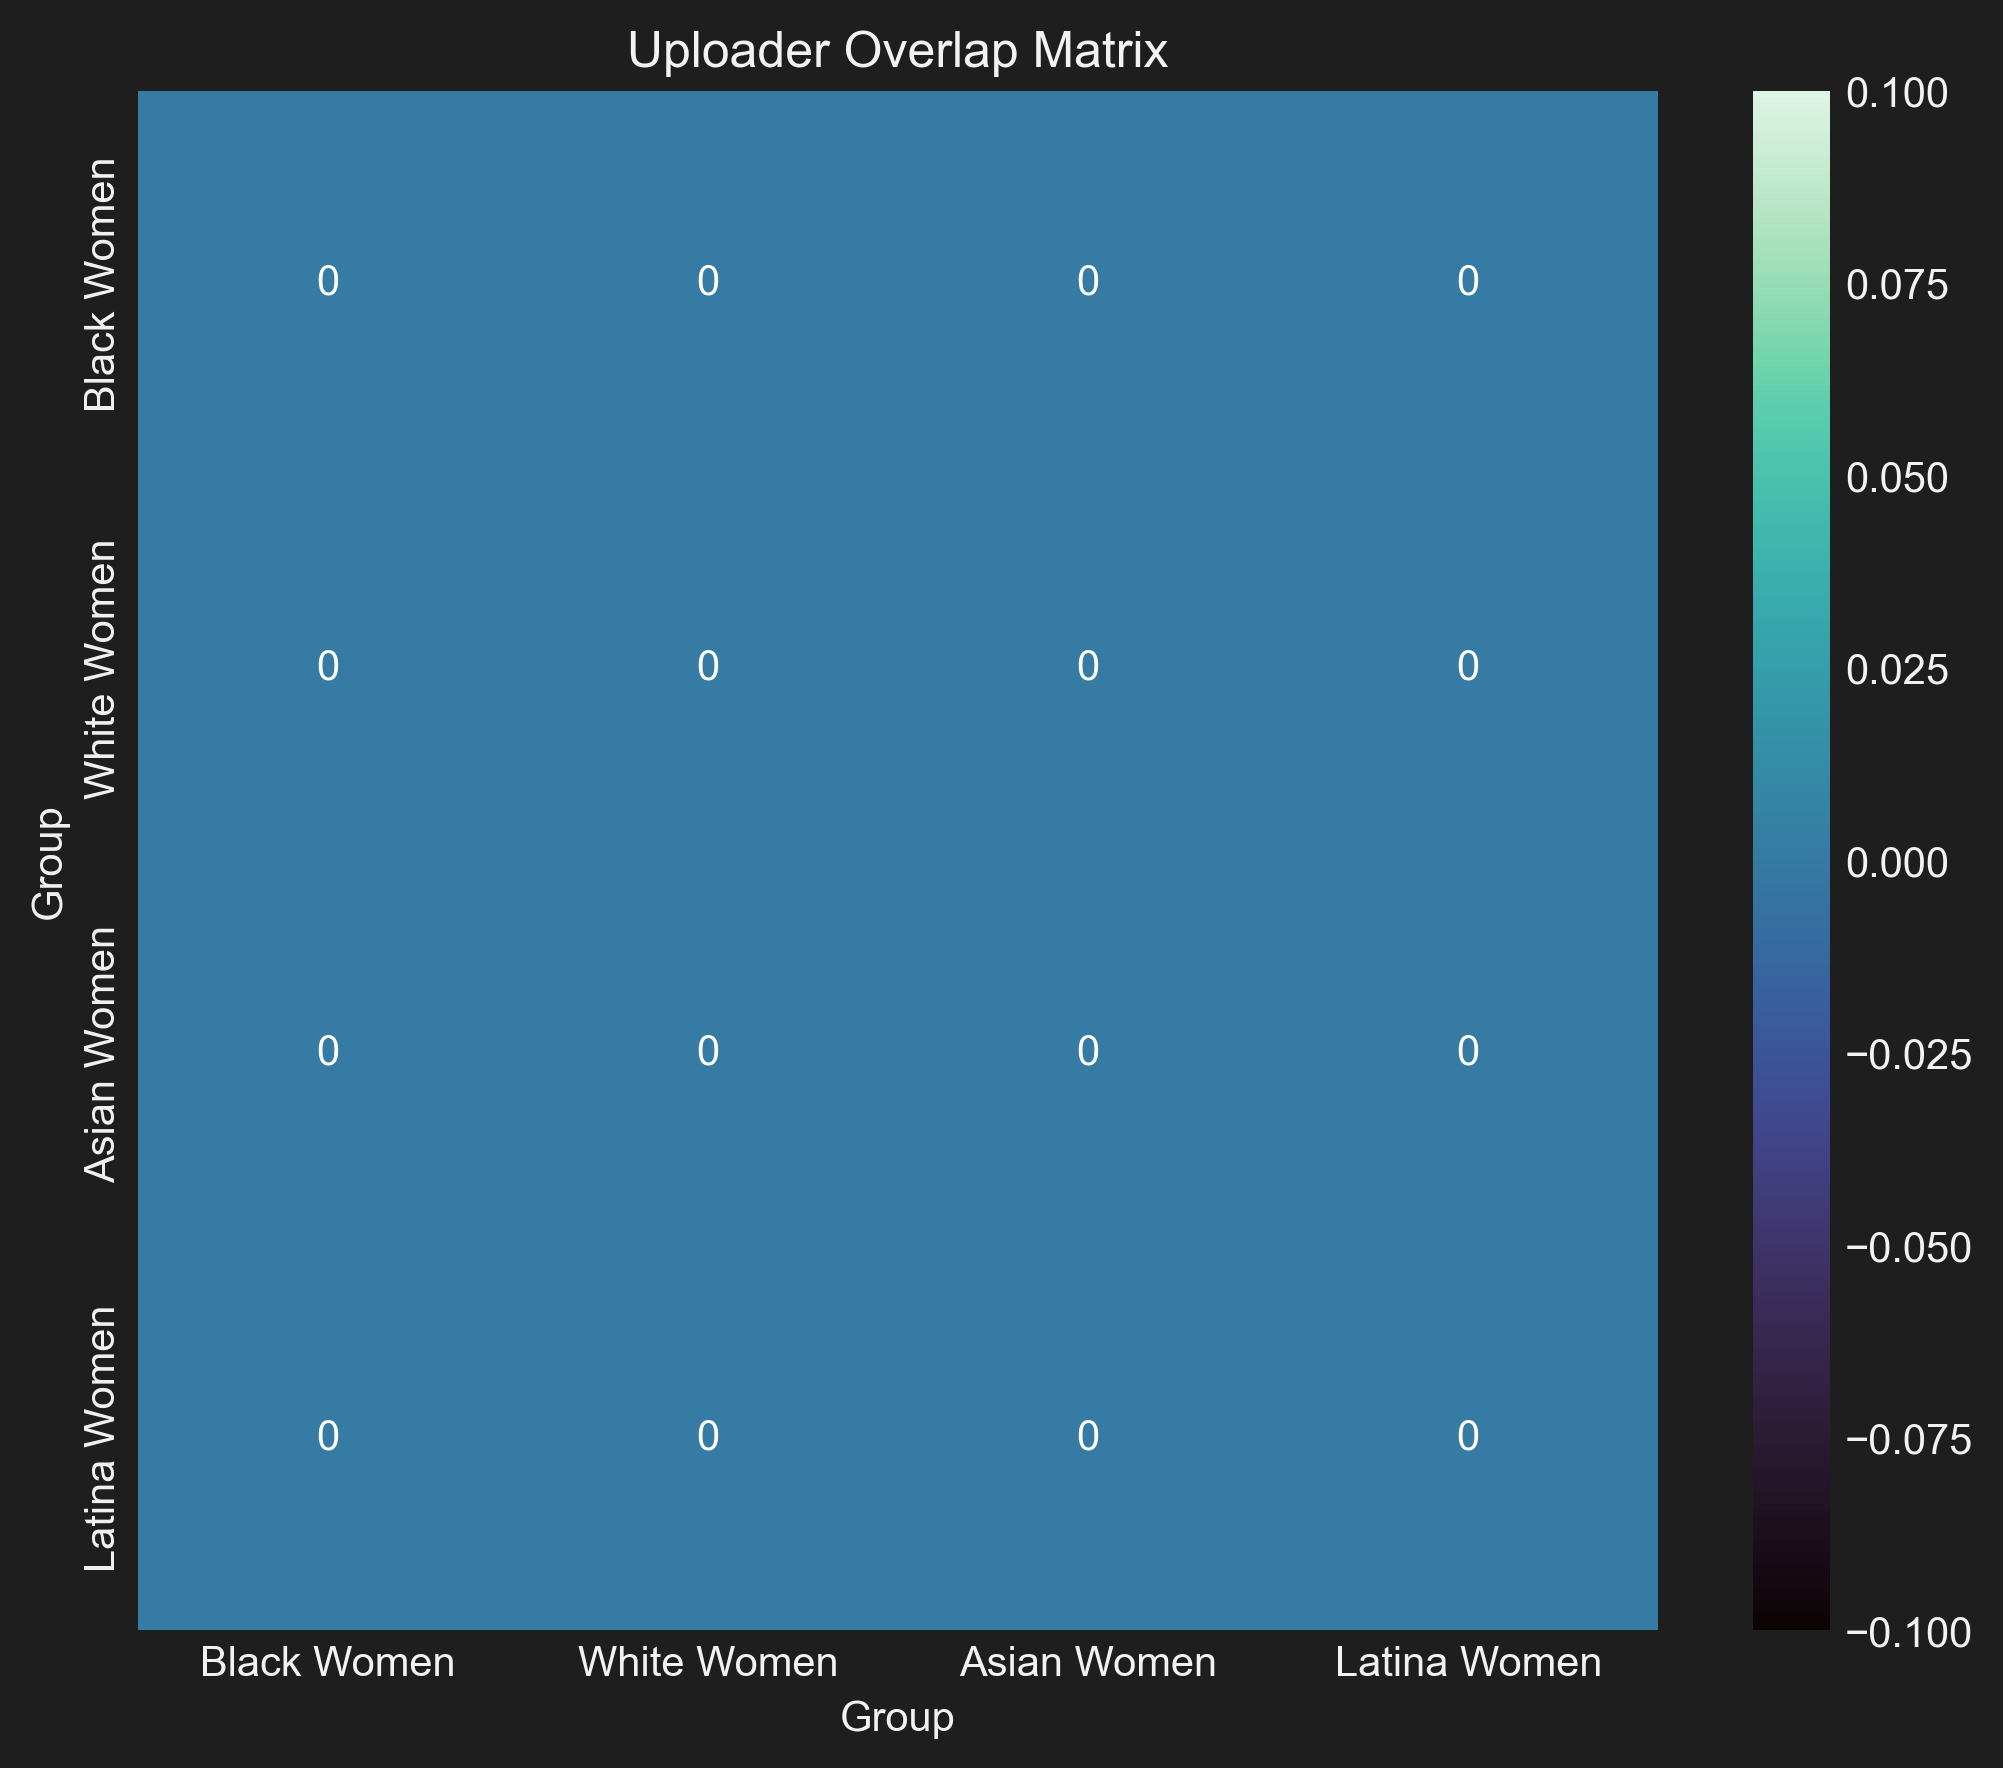 Uploader Overlap Matrix
Group
Black Women
0 0 0 0
White Women
0 0 0 0
Asian Women
0 0 0 0
Latina Women
0 0 0 0
Black Women White Women Asian Women Latina Women
Group
0.100
0.075
0.050
0.025
0.000
−0.025
−0.050
−0.075
−0.100